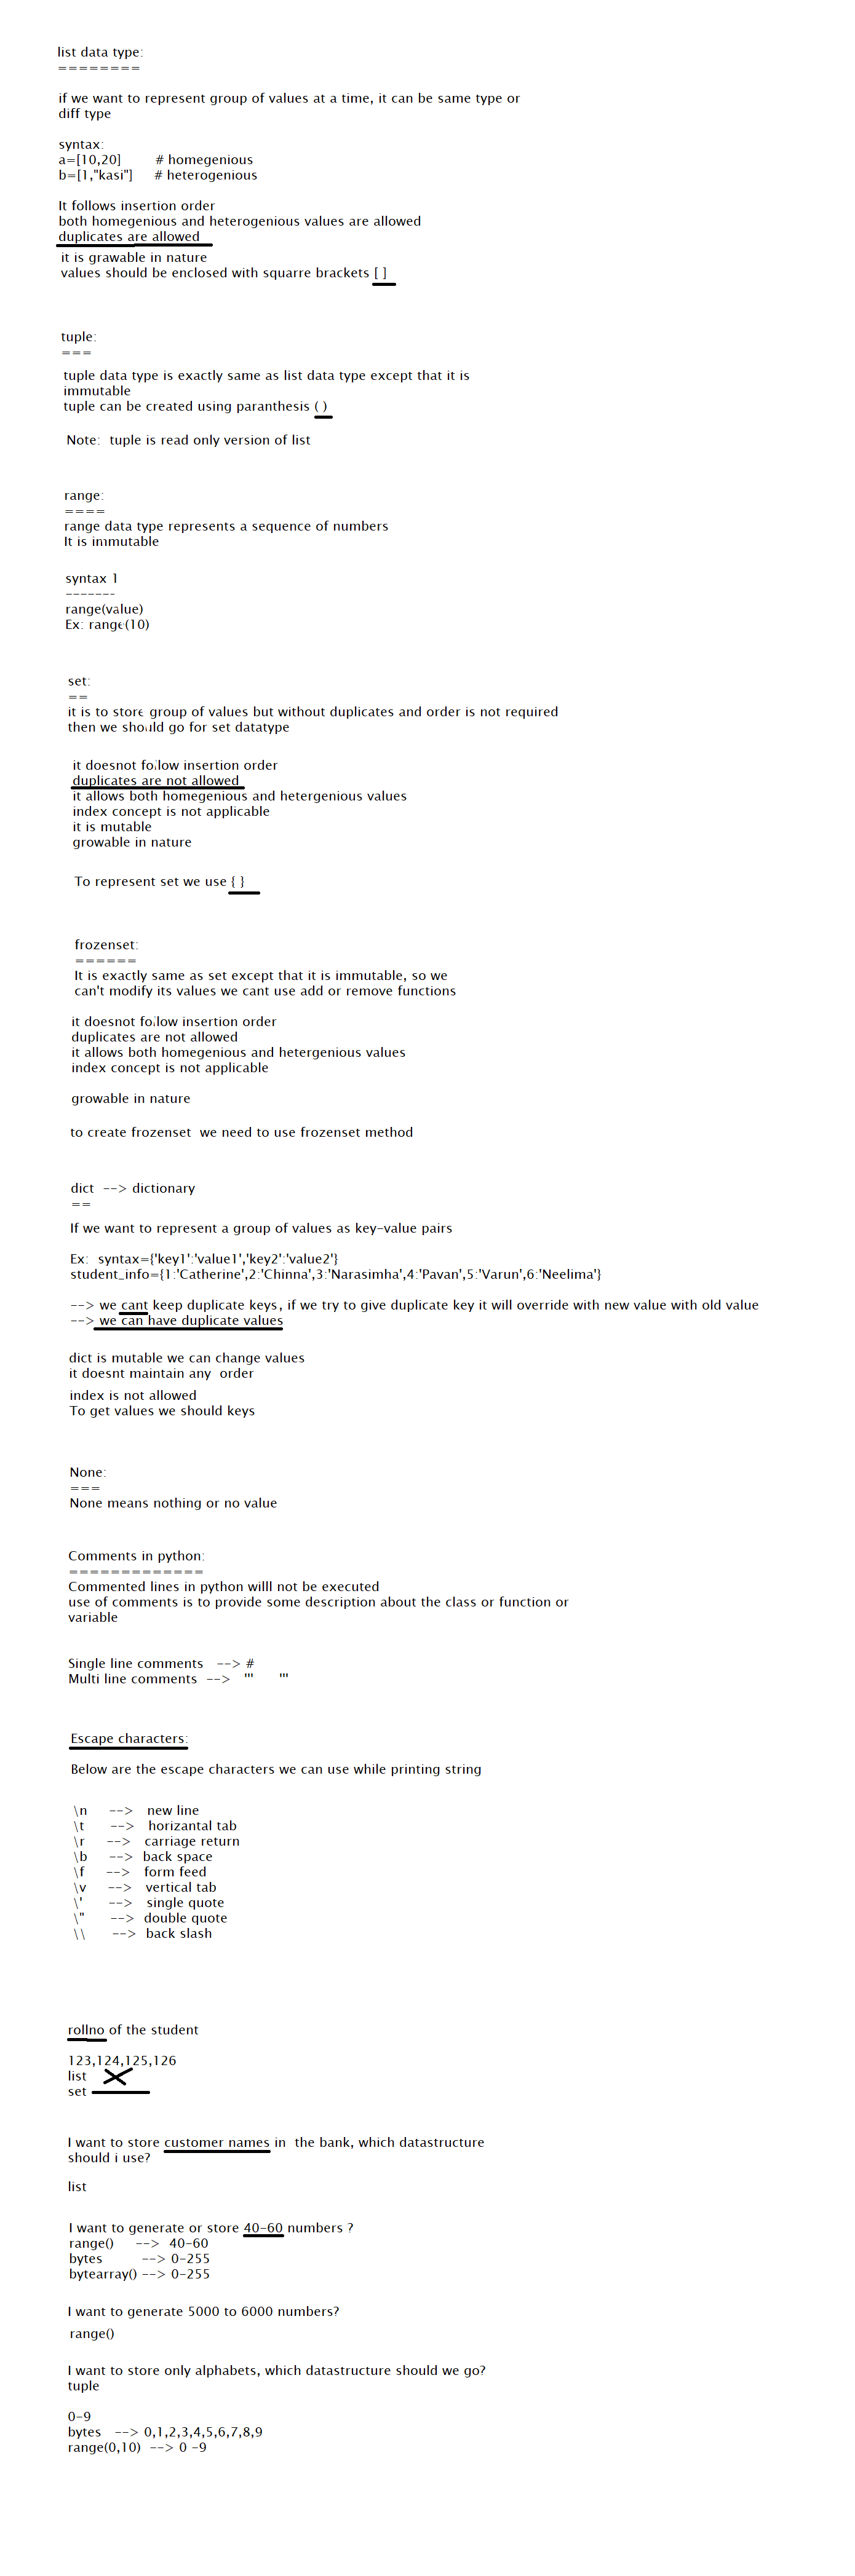 list data type:
========
if we want to represent group of values at a time, it can be same type or
diff type
syntax:
a=[10,20] # homegenious
b=[1,"kasi"] # heterogenious
It follows insertion order
both homegenious and heterogenious values are allowed
duplicates are allowed
it is grawable in nature
values should be enclosed with squarre brackets [ ]
tuple:
===
tuple data type is exactly same as list data type except that it is
immutable
tuple can be created using paranthesis ( )
Note: tuple is read only version of list
range:
====
range data type represents a sequence of numbers
It is immutable
syntax 1
-------
range(value)
Ex: range(10)
set:
==
it is to store group of values but without duplicates and order is not required
then we should go for set datatype
it doesnot follow insertion order
duplicates are not allowed
it allows both homegenious and hetergenious values
index concept is not applicable
it is mutable
growable in nature
To represent set we use { }
frozenset:
======
It is exactly same as set except that it is immutable, so we
can't modify its values we cant use add or remove functions
it doesnot follow insertion order
duplicates are not allowed
it allows both homegenious and hetergenious values
index concept is not applicable
growable in nature
to create frozenset we need to use frozenset method
dict --> dictionary
==
If we want to represent a group of values as key-value pairs
Ex: syntax={'key1':'value1','key2':'value2'}
student_info={1:'Catherine',2:'Chinna',3:'Narasimha',4:'Pavan',5:'Varun',6:'Neelima'}
--> we cant keep duplicate keys, if we try to give duplicate key it will override with new value with old value
--> we can have duplicate values
dict is mutable we can change values
it doesnt maintain any order
index is not allowed
To get values we should keys
None:
===
None means nothing or no value
Comments in python:
=============
Commented lines in python willl not be executed
use of comments is to provide some description about the class or function or
variable
Single line comments --> #
Multi line comments --> ''' '''
Escape characters:
Below are the escape characters we can use while printing string
\n --> new line
\t --> horizantal tab
\r --> carriage return
\b --> back space
\f --> form feed
\v --> vertical tab
\' --> single quote
\" --> double quote
\\ --> back slash
rollno of the student
123,124,125,126
list
set
I want to store customer names in the bank, which datastructure
should i use?
list
I want to generate or store 40-60 numbers ?
range() --> 40-60
bytes --> 0-255
bytearray() --> 0-255
I want to generate 5000 to 6000 numbers?
range()
I want to store only alphabets, which datastructure should we go?
tuple
0-9
bytes --> 0,1,2,3,4,5,6,7,8,9
range(0,10) --> 0 -9